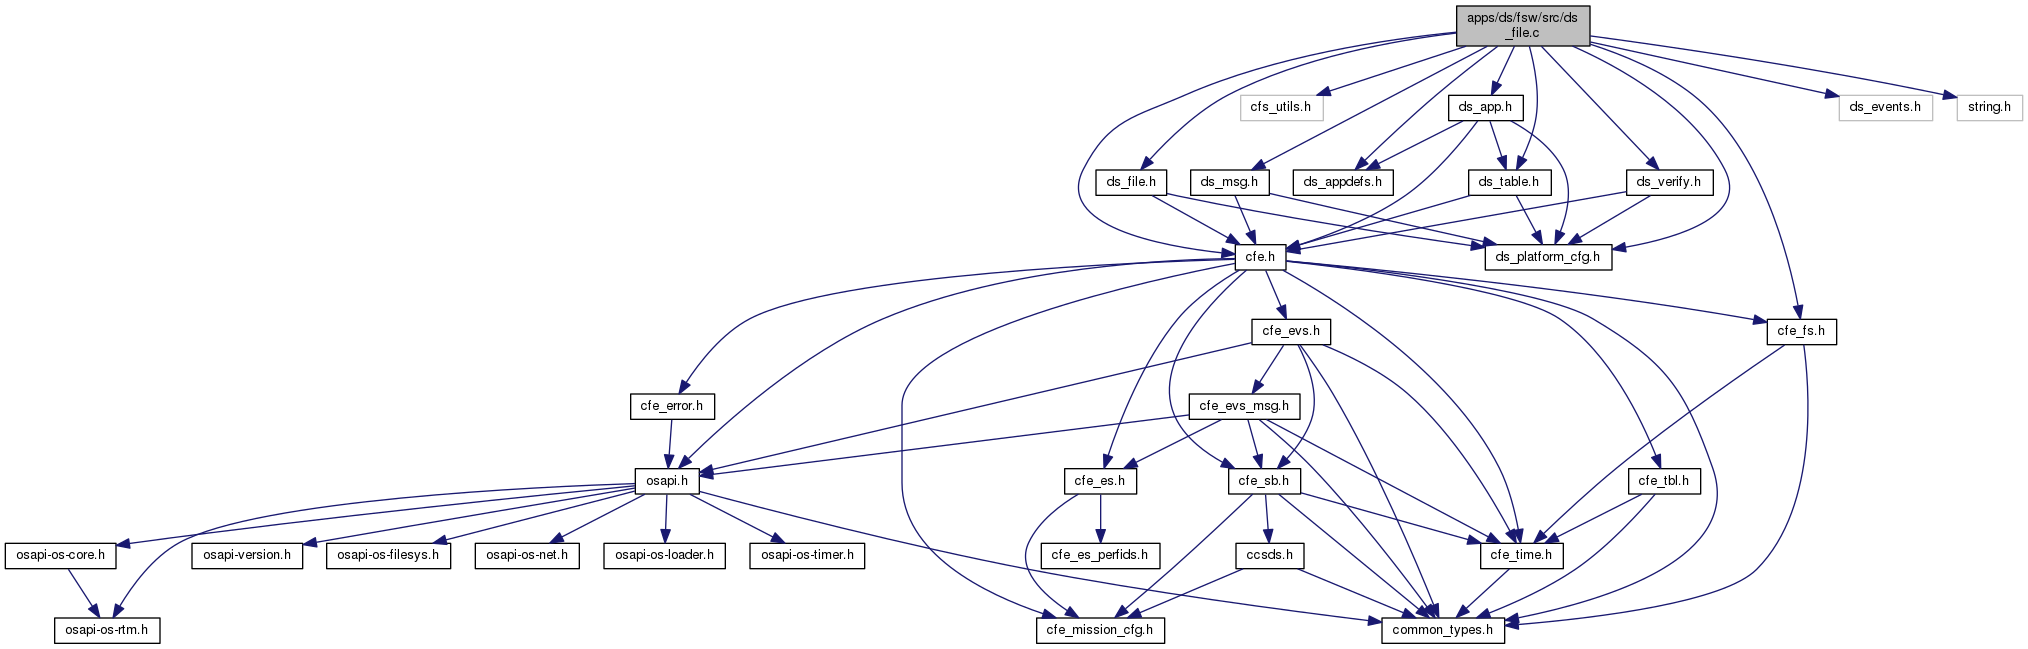 apps/ds/fsw/src/ds
_file.c
cfs_utils.h
ds_app.h
ds_events.h
string.h
ds_file.h
ds_msg.h
ds_appdefs.h
ds_table.h
ds_verify.h
cfe.h
ds_platform_cfg.h
cfe_evs.h
cfe_fs.h
cfe_error.h
cfe_evs_msg.h
osapi.h
cfe_es.h
cfe_sb.h
cfe_tbl.h
osapi-os-core.h
osapi-version.h
osapi-os-filesys.h
osapi-os-net.h
osapi-os-loader.h
osapi-os-timer.h
cfe_es_perfids.h
ccsds.h
cfe_time.h
osapi-os-rtm.h
cfe_mission_cfg.h
common_types.h